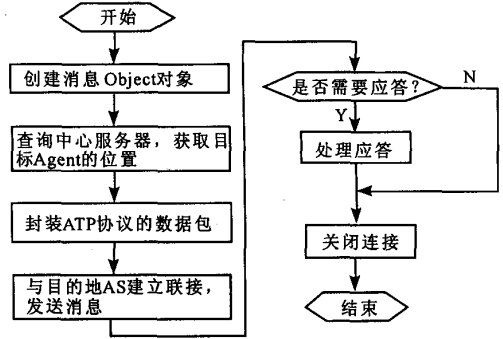 开始
创建消息Object对象
查询中心服务器，获取目
标Agent的位置
封装ATP协议的数据包
与目的地AS建立联接，
发送消息
是否需要应答？
N
Y
处理应答
关闭连接
结束